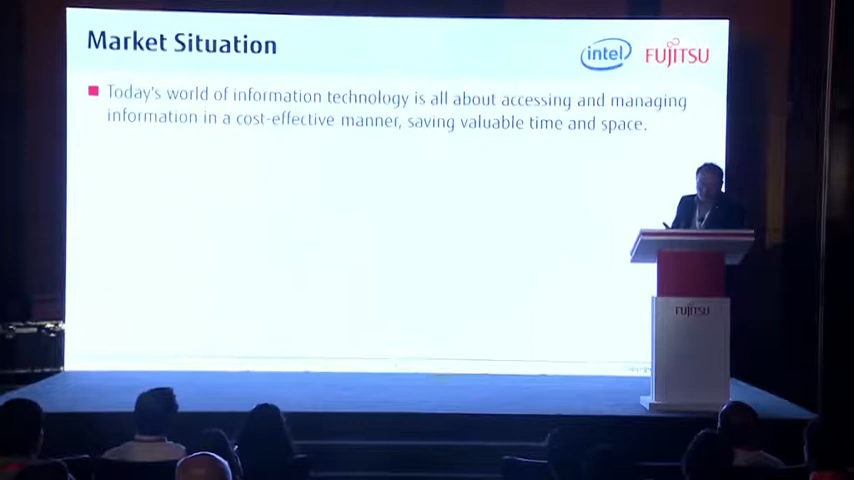 Market Situation
intel
FUJITSU
Today's world of information technology is all about accessing and managing
information in a cost-effective manner, saving valuable time and space.
FUJITSU